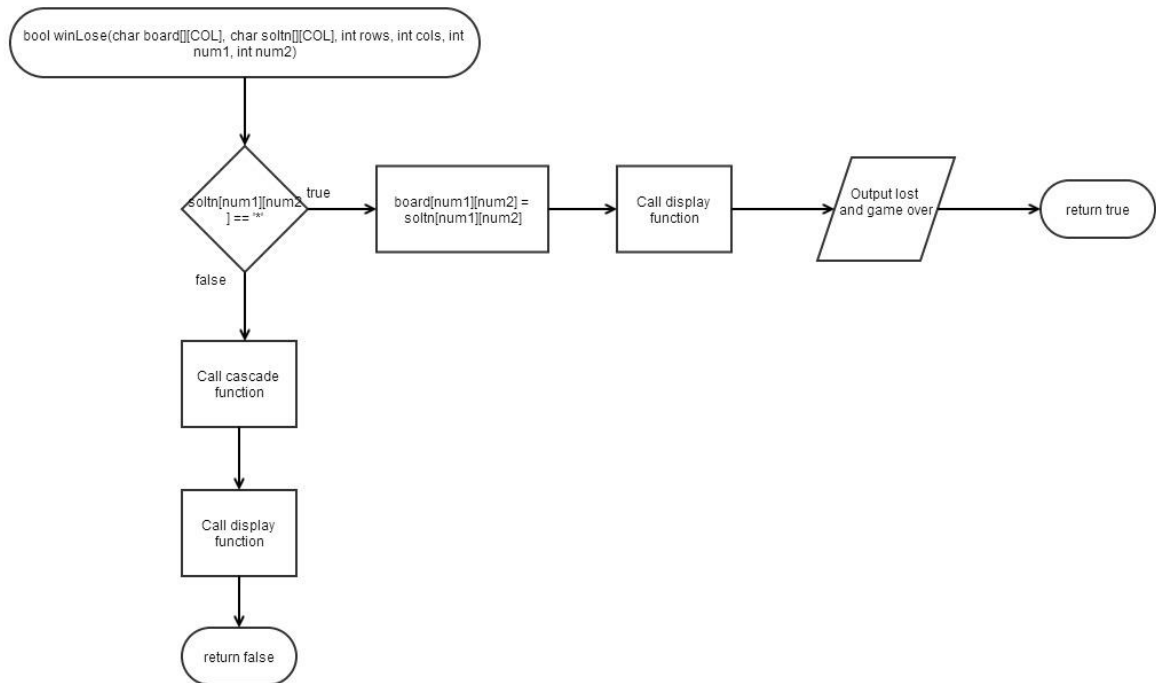 bool winLose(char board[][COL], char soltn[][COL], int rows, int cols, int
num1, int num2)
soltn[num1][num2
] == '*'
true
board[num1][num2] =
soltn[num1][num2]
Call display
function
Output lost
and game over
return true
false
Call cascade
function
Call display
function
return false